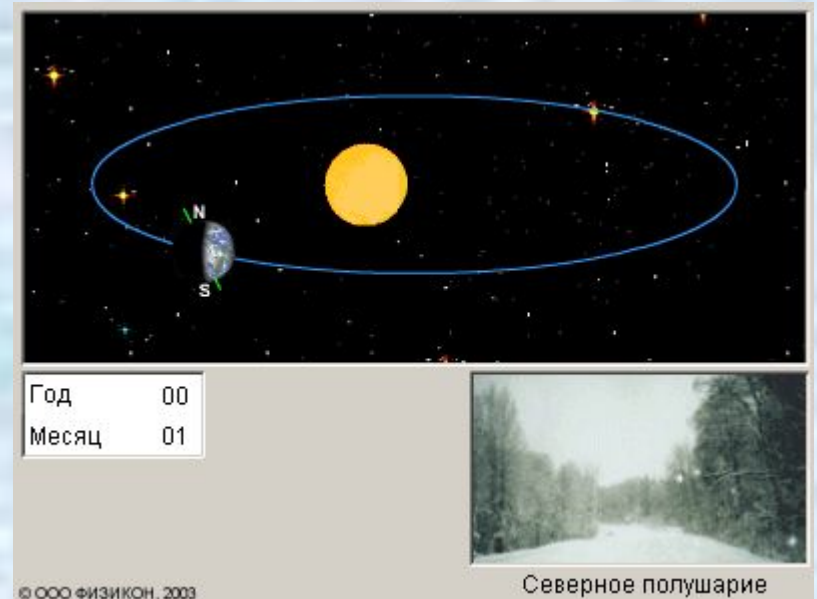 N
S
Год 00
Месяц 01
Северное полушарие
© ООО ФИЗИКОН, 2003